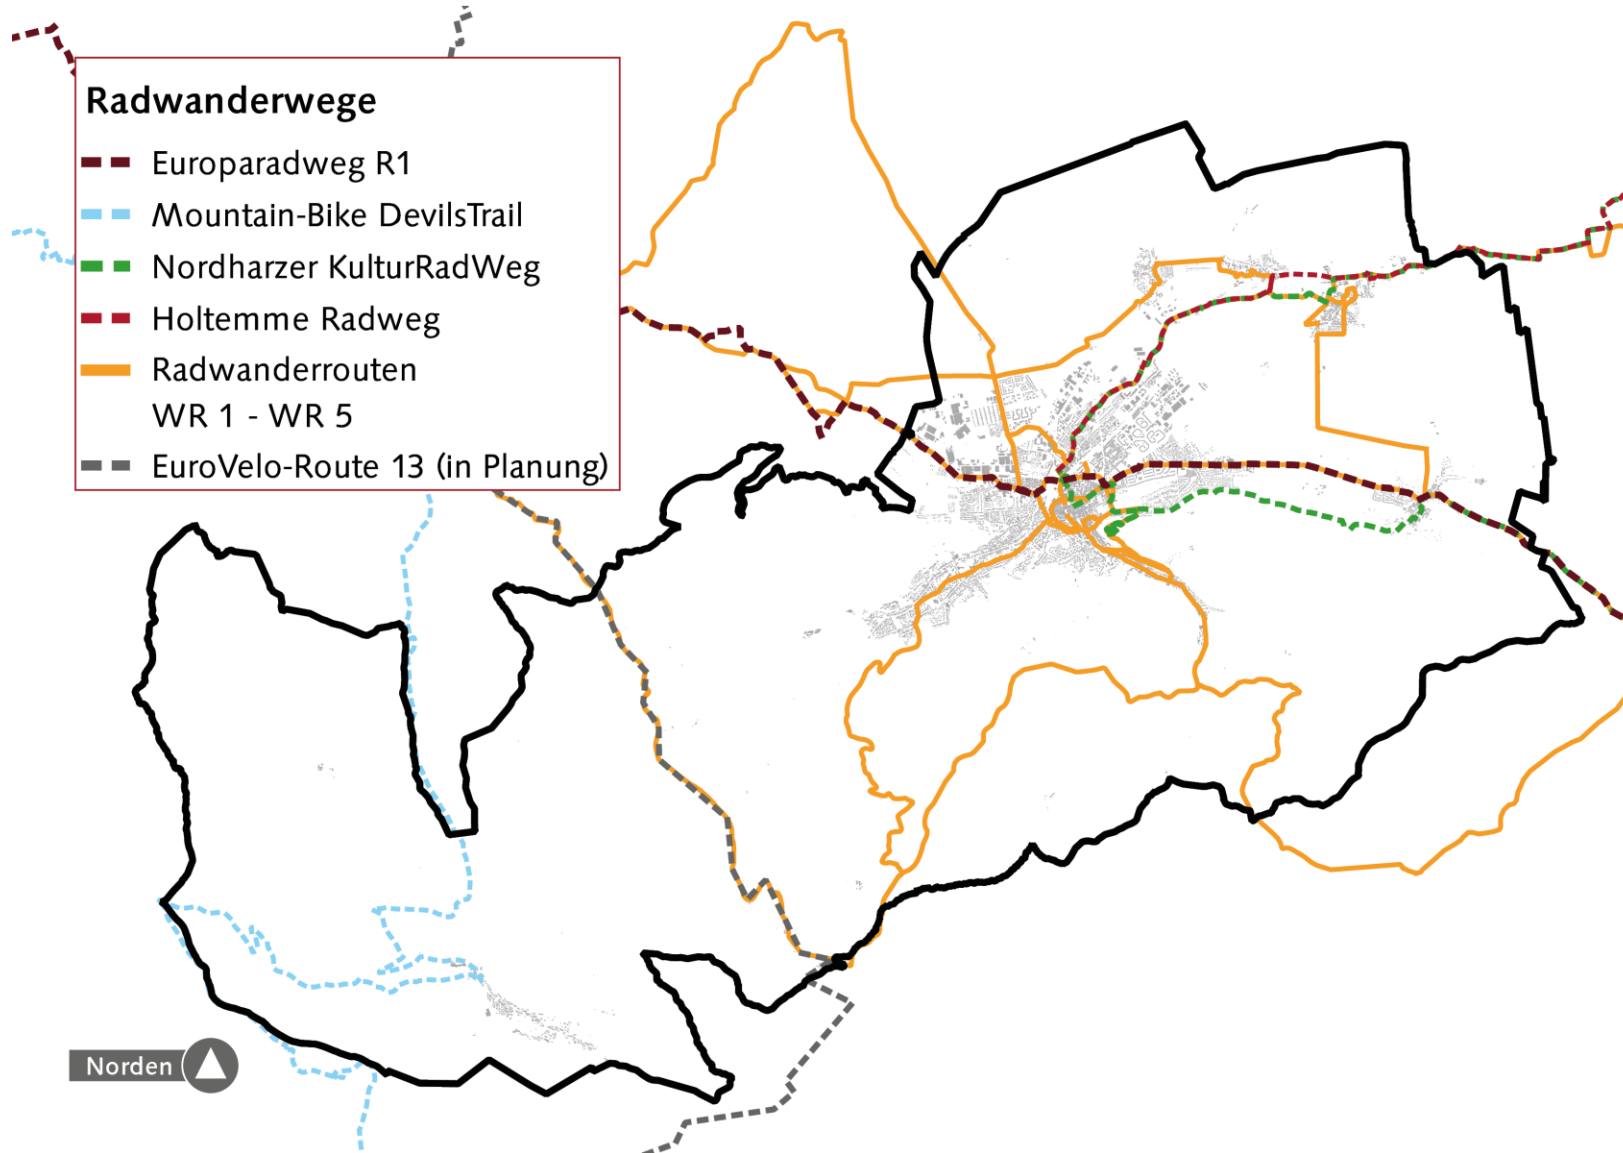 Radwanderwege
Europaradweg R1
Mountain-Bike DevilsTrail
Nordharzer KulturRadWeg
Holtemme Radweg
Radwanderrouten
WR 1 - WR 5
EuroVelo-Route 13 (in Planung)
Norden